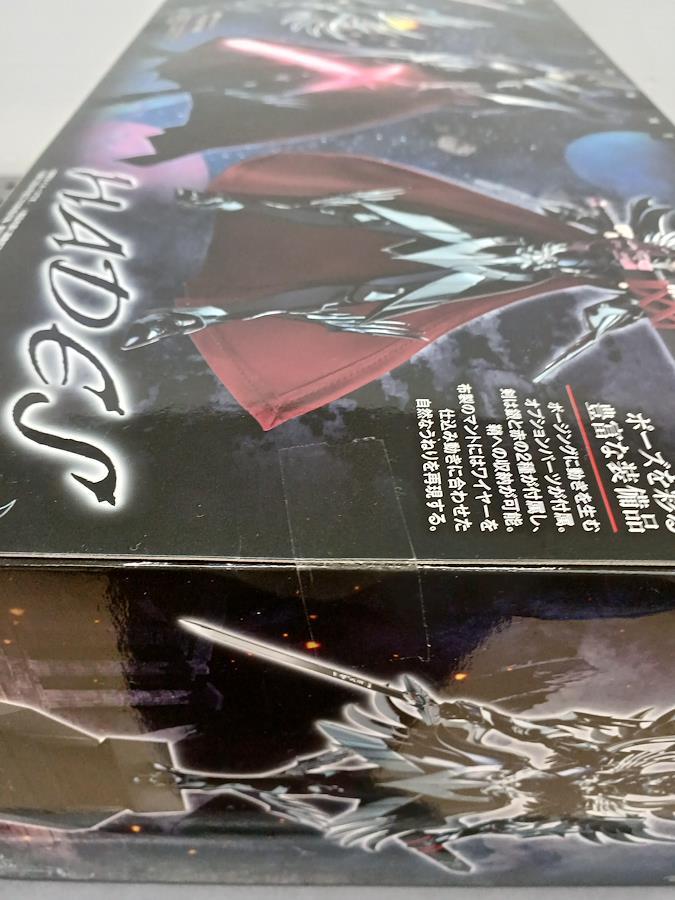 HADES
ポーズを彩る
豊富な装備品
ポージングに動きを生む
オプションパーツが付属。
剣は銀と赤の2種が付属し、
鞘への収納が可能。
布製のマントにはワイヤーを
仕込み動きに合わせた
自然なうねりを再現する。